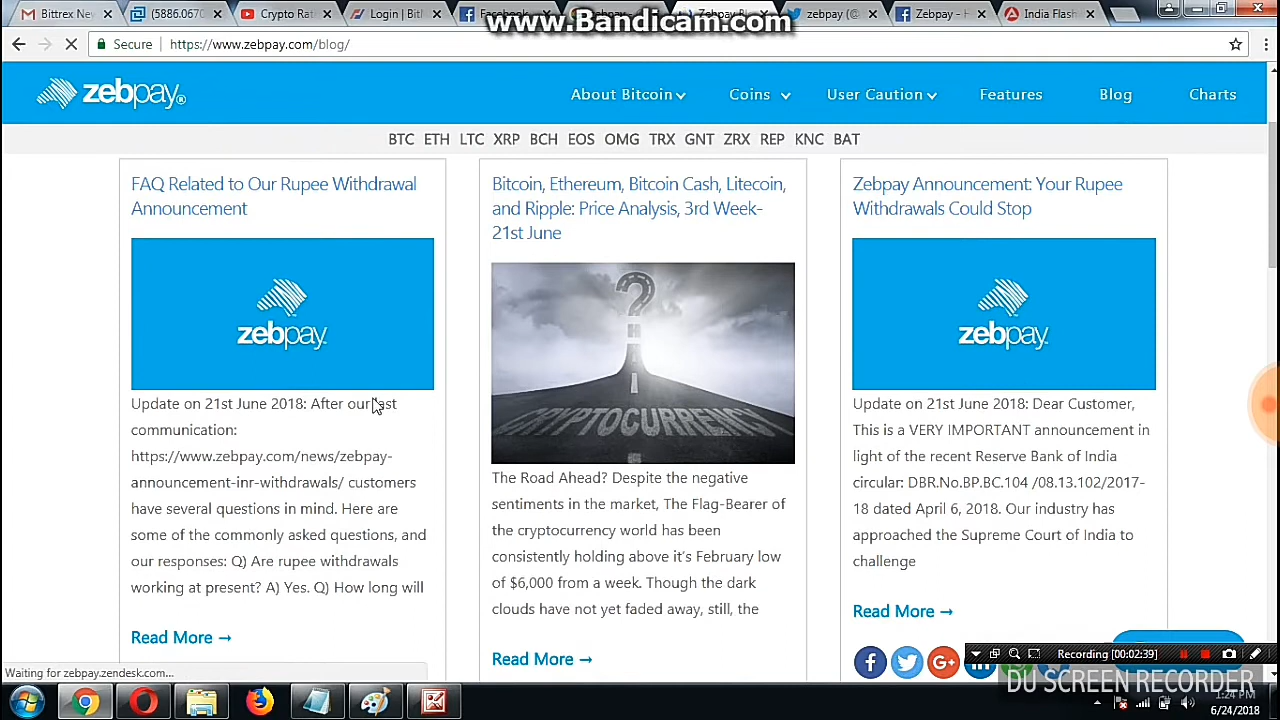 Bittrex Ne
(5886.067
Crypto Rat
Login | Bit
Facebook
zebpay (@
Zebpay - H
India Flash
www.Bandicam.com
Secure | https://www.zebpay.com/blog/
zebpay
About Bitcoin
Coins
User Caution
Features
Blog
Charts
BTC ETH LTC XRP BCH EOS OMG TRX GNT ZRX REP KNC BAT
FAQ Related to Our Rupee Withdrawal
Announcement
zebpay
Update on 21st June 2018: After our last
communication:
https://www.zebpay.com/news/zebpay-
announcement-inr-withdrawals/ customers
have several questions in mind. Here are
some of the commonly asked questions, and
our responses: Q) Are rupee withdrawals
working at present? A) Yes. Q) How long will
Read More →
Bitcoin, Ethereum, Bitcoin Cash, Litecoin,
and Ripple: Price Analysis, 3rd Week-
21st June
?
CRYPTOCURRENCY
The Road Ahead? Despite the negative
sentiments in the market, The Flag-Bearer of
the cryptocurrency world has been
consistently holding above it's February low
of $6,000 from a week. Though the dark
clouds have not yet faded away, still, the
Read More →
Zebpay Announcement: Your Rupee
Withdrawals Could Stop
zebpay
Update on 21st June 2018: Dear Customer,
This is a VERY IMPORTANT announcement in
light of the recent Reserve Bank of India
circular: DBR.No.BP.BC.104 /08.13.102/2017-
18 dated April 6, 2018. Our industry has
approached the Supreme Court of India to
challenge
Read More →
Waiting for zebpay.zendesk.com...
Recording [00:02:39]
DU SCREEN RECORDER
1:24 PM
6/24/2018